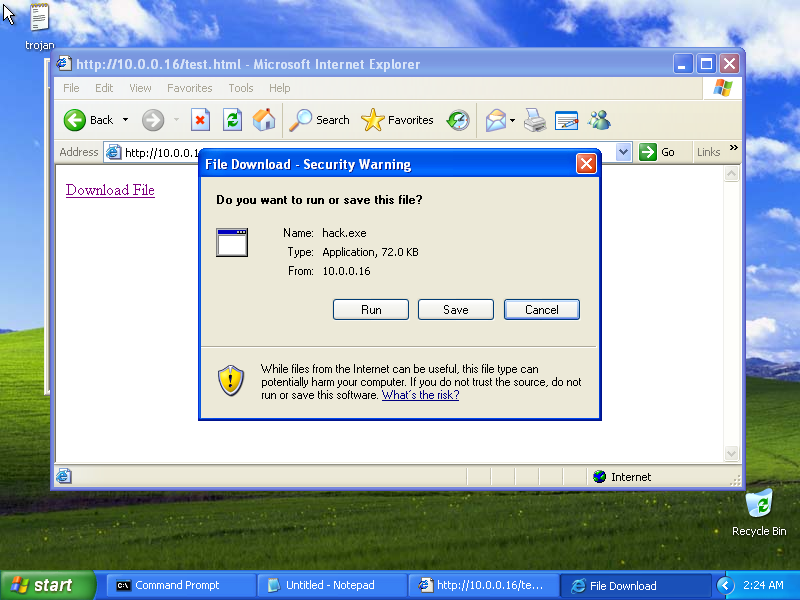 trojan
http://10.0.0.16/test.html - Microsoft Internet Explorer
File Edit View Favorites Tools Help
Back Search Favorites
Address http://10.0.0.1 Go Links »
Download File
File Download - Security Warning
Do you want to run or save this file?
Name: hack.exe
Type: Application, 72.0 KB
From: 10.0.0.16
Run Save Cancel
While files from the Internet can be useful, this file type can
potentially harm your computer. If you do not trust the source, do not
run or save this software. What's the risk?
Internet
Recycle Bin
start Command Prompt Untitled - Notepad http://10.0.0.16/te... File Download 2:24 AM